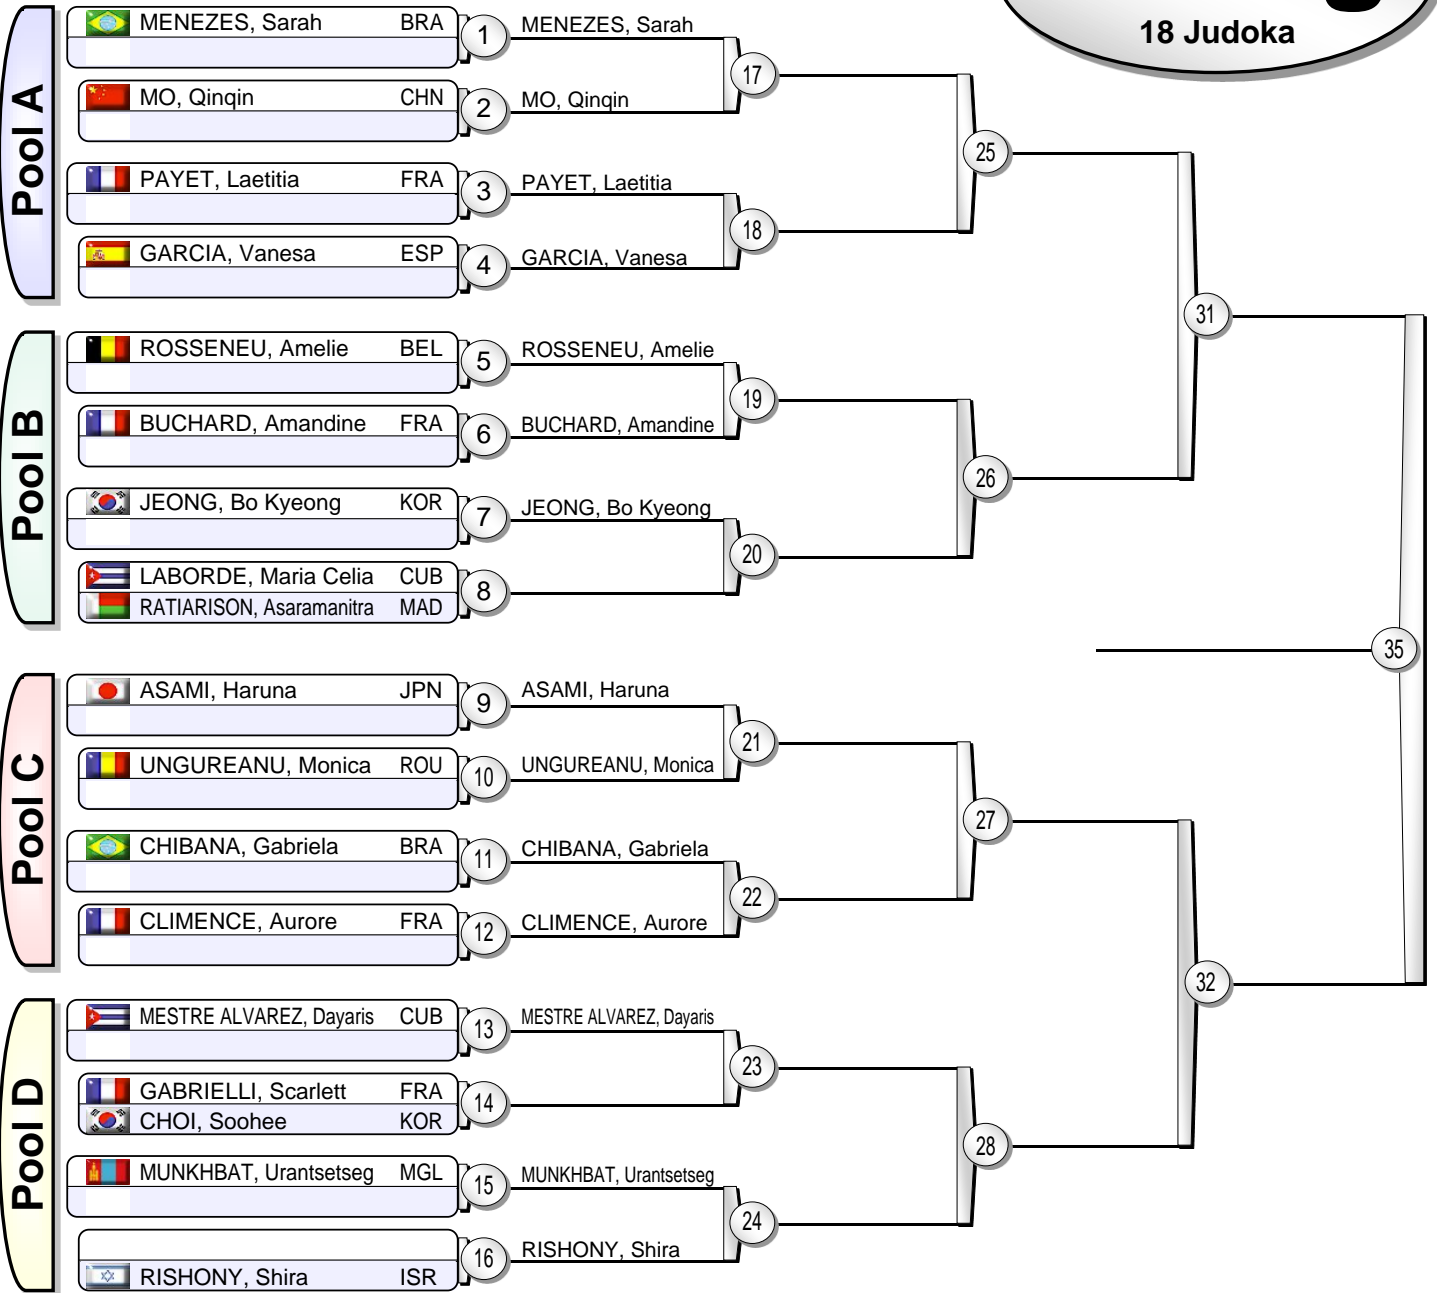 18 Judoka
Pool A
MENEZES, Sarah BRA 1 MENEZES, Sarah
17
MO, Qinqin CHN 2 MO, Qinqin
25
PAYET, Laetitia FRA 3 PAYET, Laetitia
18
GARCIA, Vanesa ESP 4 GARCIA, Vanesa
31
Pool B
ROSSENEU, Amelie BEL 5 ROSSENEU, Amelie
19
BUCHARD, Amandine FRA 6 BUCHARD, Amandine
26
JEONG, Bo Kyeong KOR 7 JEONG, Bo Kyeong
20
LABORDE, Maria Celia CUB 8
RATIARISON, Asaramanitra MAD
35
Pool C
ASAMI, Haruna JPN 9 ASAMI, Haruna
21
UNGUREANU, Monica ROU 10 UNGUREANU, Monica
27
CHIBANA, Gabriela BRA 11 CHIBANA, Gabriela
22
CLIMENCE, Aurore FRA 12 CLIMENCE, Aurore
32
Pool D
MESTRE ALVAREZ, Dayaris CUB 13 MESTRE ALVAREZ, Dayaris
23
GABRIELLI, Scarlett FRA 14
CHOI, Soohee KOR
28
MUNKHBAT, Urantsetseg MGL 15 MUNKHBAT, Urantsetseg
24
16 RISHONY, Shira
RISHONY, Shira ISR